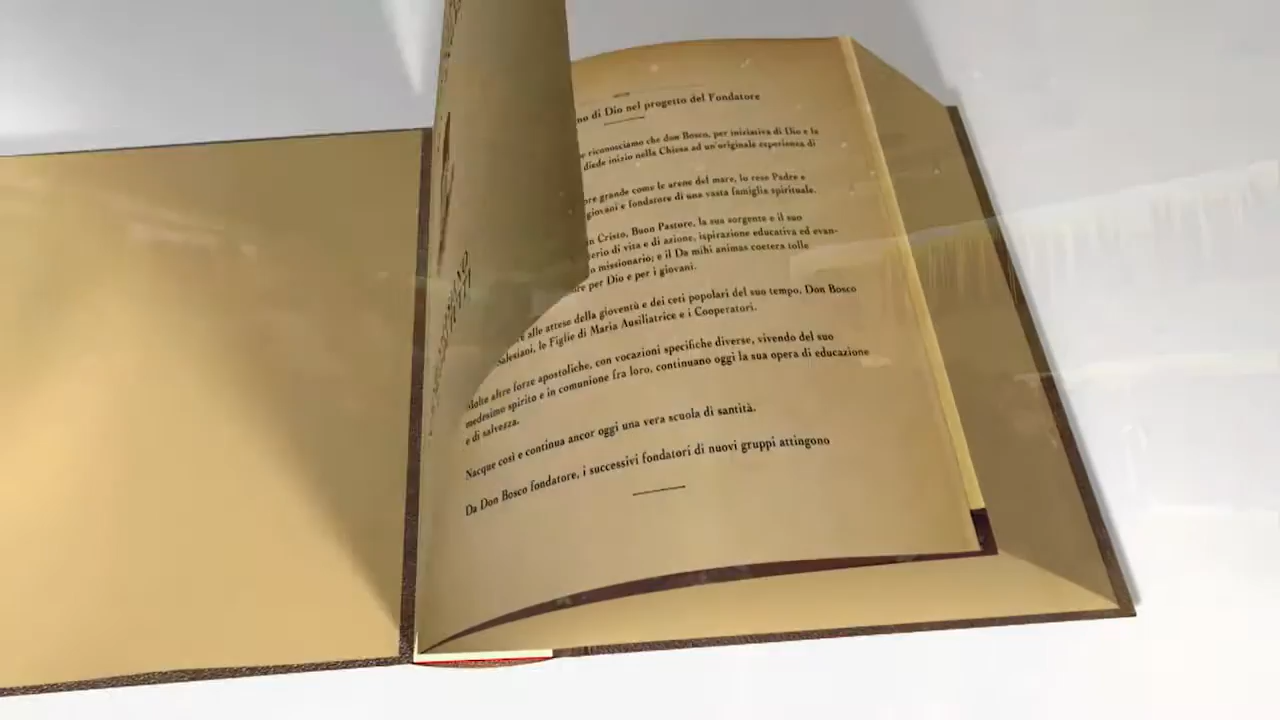 no di Dio nel progetto del Fondatore
riconosciamo che don Bosco, per iniziativa di Dio e la
diede inizio nella Chiesa ad un'originale esperienza di
grande come le arene del mare, lo rese Padre e
giovani e fondatore di una vasta famiglia spirituale.
in Cristo, Buon Pastore, la sua sorgente e il suo
erio di vita e di azione, ispirazione educativa ed evan-
o missionario; e il Da mihi animas coetera tolle
re per Dio e per i giovani.
alle attese della gioventù e dei ceti popolari del suo tempo, Don Bosco
Salesiani, le Figlie di Maria Ausiliatrice e i Cooperatori.
Molte altre forze apostoliche, con vocazioni specifiche diverse, vivendo del suo
medesimo spirito e in comunione fra loro, continuano oggi la sua opera di educazione
e di salvezza.
Nacque così e continua ancor oggi una vera scuola di santità.
Da Don Bosco fondatore, i successivi fondatori di nuovi gruppi attingono